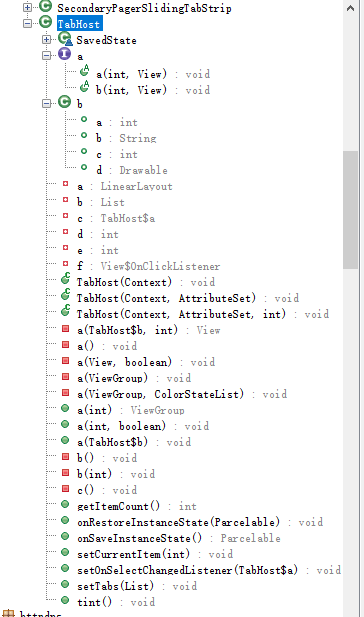 SecondaryPagerSlidingTabStrip
TabHost
SavedState
a
a(int, View) : void
b(int, View) : void
b
a : int
b : String
c : int
d : Drawable
a : LinearLayout
b : List
c : TabHost$a
d : int
e : int
f : View$OnClickListener
TabHost(Context) : void
TabHost(Context, AttributeSet) : void
TabHost(Context, AttributeSet, int) : void
a(TabHost$b, int) : View
a() : void
a(View, boolean) : void
a(ViewGroup) : void
a(ViewGroup, ColorStateList) : void
a(int) : ViewGroup
a(int, boolean) : void
a(TabHost$b) : void
b() : void
b(int) : void
c() : void
getItemCount() : int
onRestoreInstanceState(Parcelable) : void
onSaveInstanceState() : Parcelable
setCurrentItem(int) : void
setOnSelectChangedListener(TabHost$a) : void
setTabs(List) : void
tint() : void